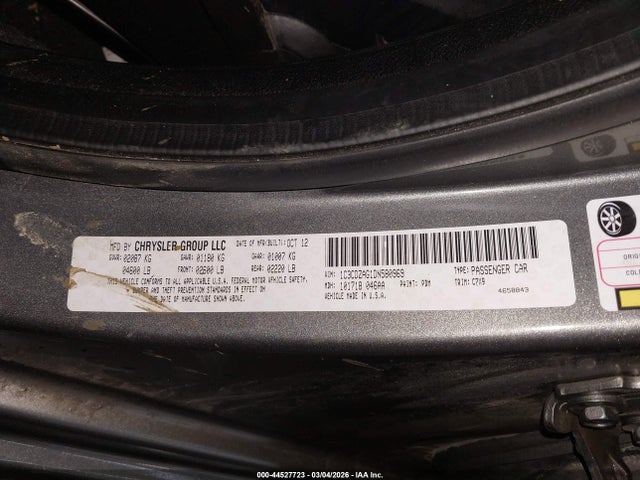 MFD BY CHRYSLER GROUP LLC DATE OF MFR(BUILT): OCT 12
GVWR: 02087 KG GAWR: 01180 KG GAWR: 01007 KG
04600 LB FRONT: 02600 LB REAR: 02220 LB
THIS VEHICLE CONFORMS TO ALL APPLICABLE U.S.A. FEDERAL MOTOR VEHICLE SAFETY,
BUMPER AND THEFT PREVENTION STANDARDS IN EFFECT ON
DATE OF MANUFACTURE SHOWN ABOVE.
VIN: 1C3CDZAG1DN580969 TYPE: PASSENGER CAR
MDH: 101718 046AA PAINT: PDM TRIM: C7X9
VEHICLE MADE IN U.S.A. 4658843
000-44527723 - 03/04/2026 - IAA Inc.